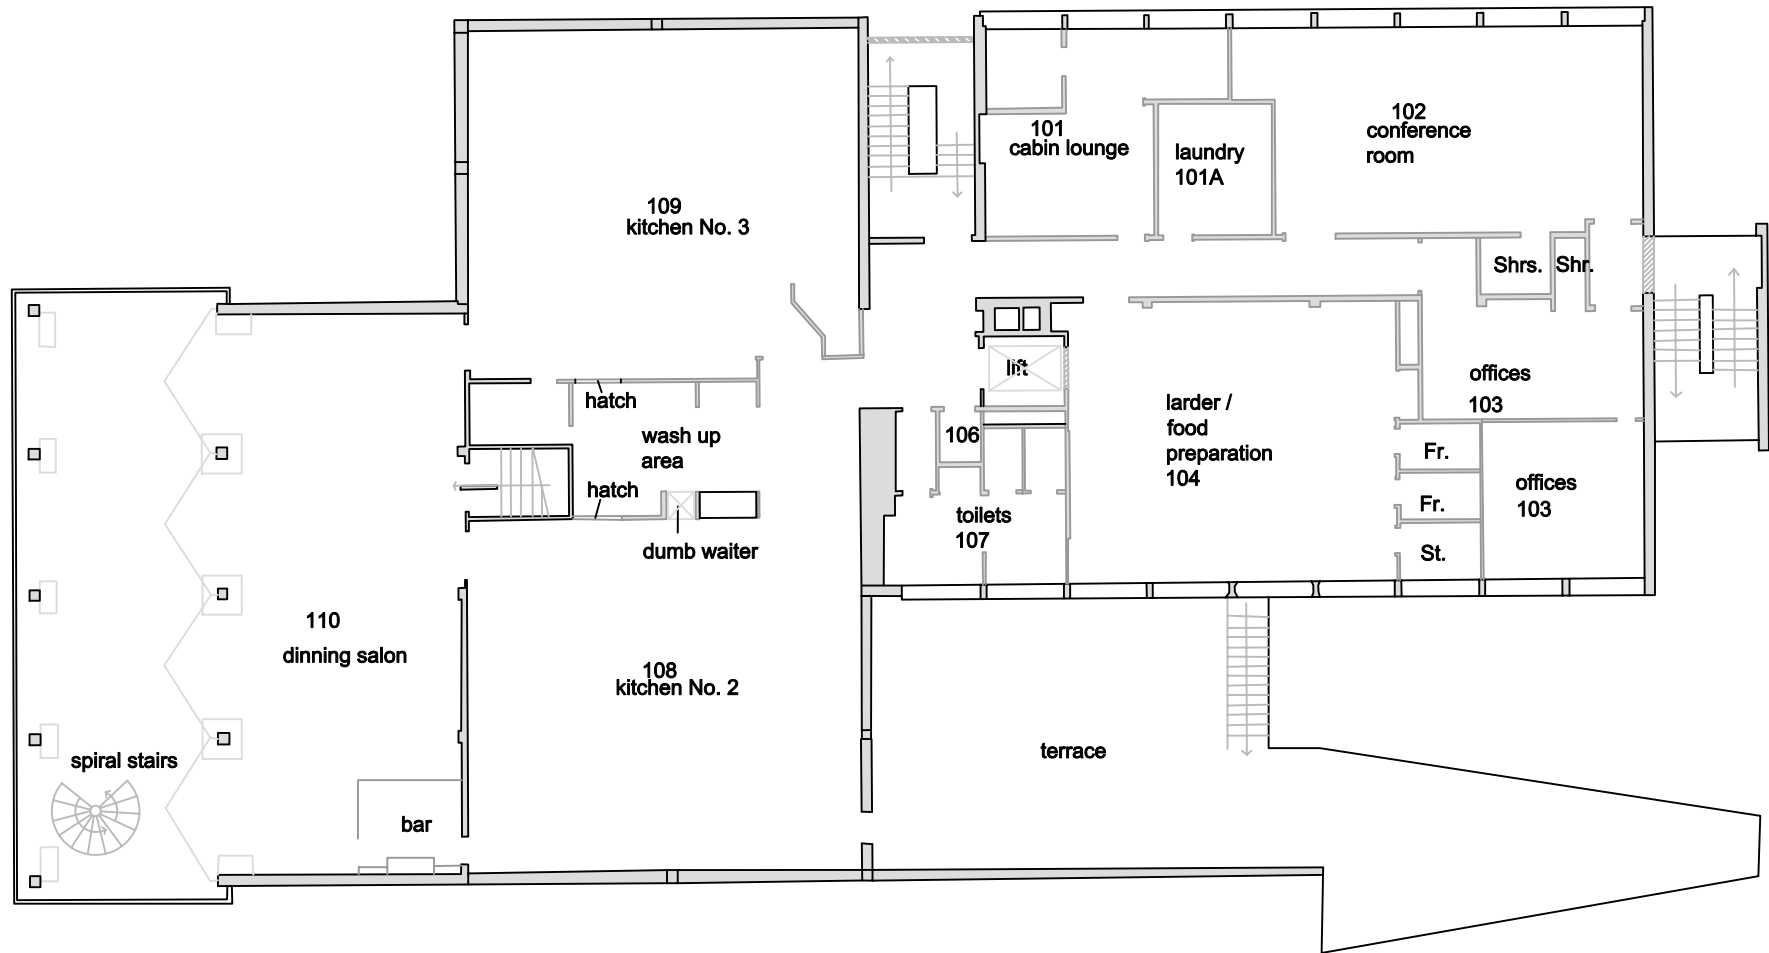 101
cabin lounge
laundry
101A
102
conference
room
109
kitchen No. 3
Shrs.
Shr.
lift
hatch
wash up
area
hatch
dumb waiter
106
toilets
107
larder /
food
preparation
104
offices
103
Fr.
Fr.
St.
offices
103
110
dinning salon
108
kitchen No. 2
terrace
spiral stairs
bar